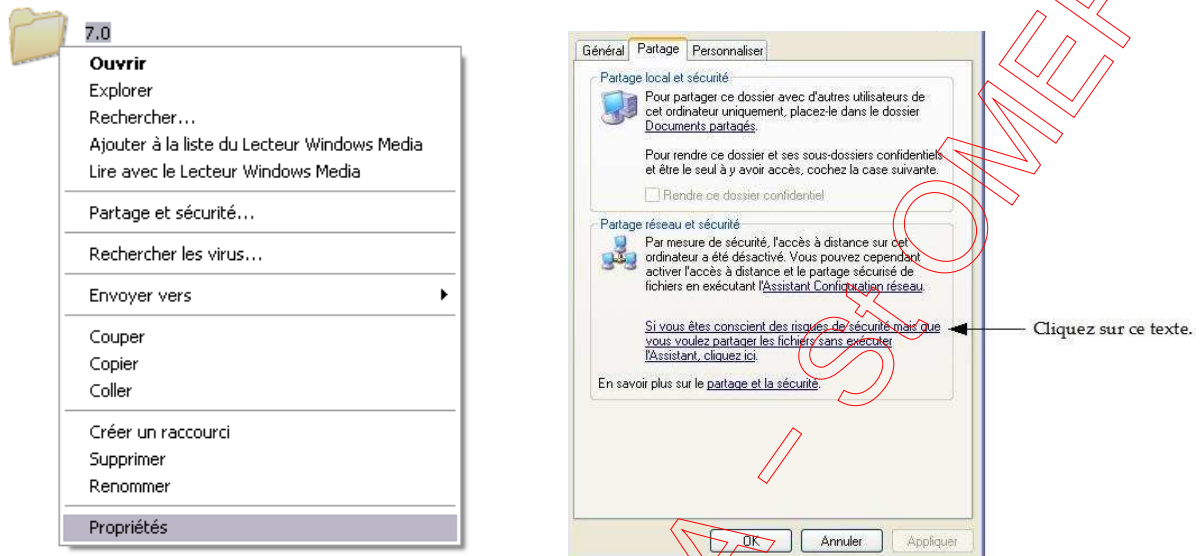 7.0
Ouvrir
Explorer
Rechercher...
Ajouter à la liste du Lecteur Windows Media
Lire avec le Lecteur Windows Media
Partage et sécurité...
Rechercher les virus...
Envoyer vers
Couper
Copier
Coller
Créer un raccourci
Supprimer
Renommer
Propriétés
Général Partage Personnaliser
Partage local et sécurité
Pour partager ce dossier avec d'autres utilisateurs de
cet ordinateur uniquement, placez-le dans le dossier
Documents partagés.
Pour rendre ce dossier et ses sous-dossiers confidentiels
et être le seul à y avoir accès, cochez la case suivante.
Rendre ce dossier confidentiel
Partage réseau et sécurité
Par mesure de sécurité, l'accès à distance sur cet
ordinateur a été désactivé. Vous pouvez cependant
activer l'accès à distance et le partage sécurisé de
fichiers en exécutant l'Assistant Configuration réseau.
Si vous êtes conscient des risques de sécurité mais que
vous voulez partager les fichiers sans exécuter
l'Assistant, cliquez ici.
En savoir plus sur le partage et la sécurité.
OK Annuler Appliquer
Cliquez sur ce texte.
A - St OMER